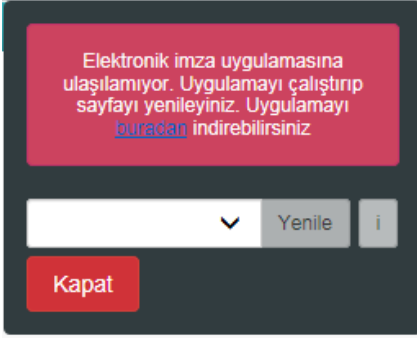 Elektronik imza uygulamasına
ulaşılamıyor. Uygulamayı çalıştırıp
sayfayı yenileyiniz. Uygulamayı
buradan indirebilirsiniz
Yenile
i
Kapat